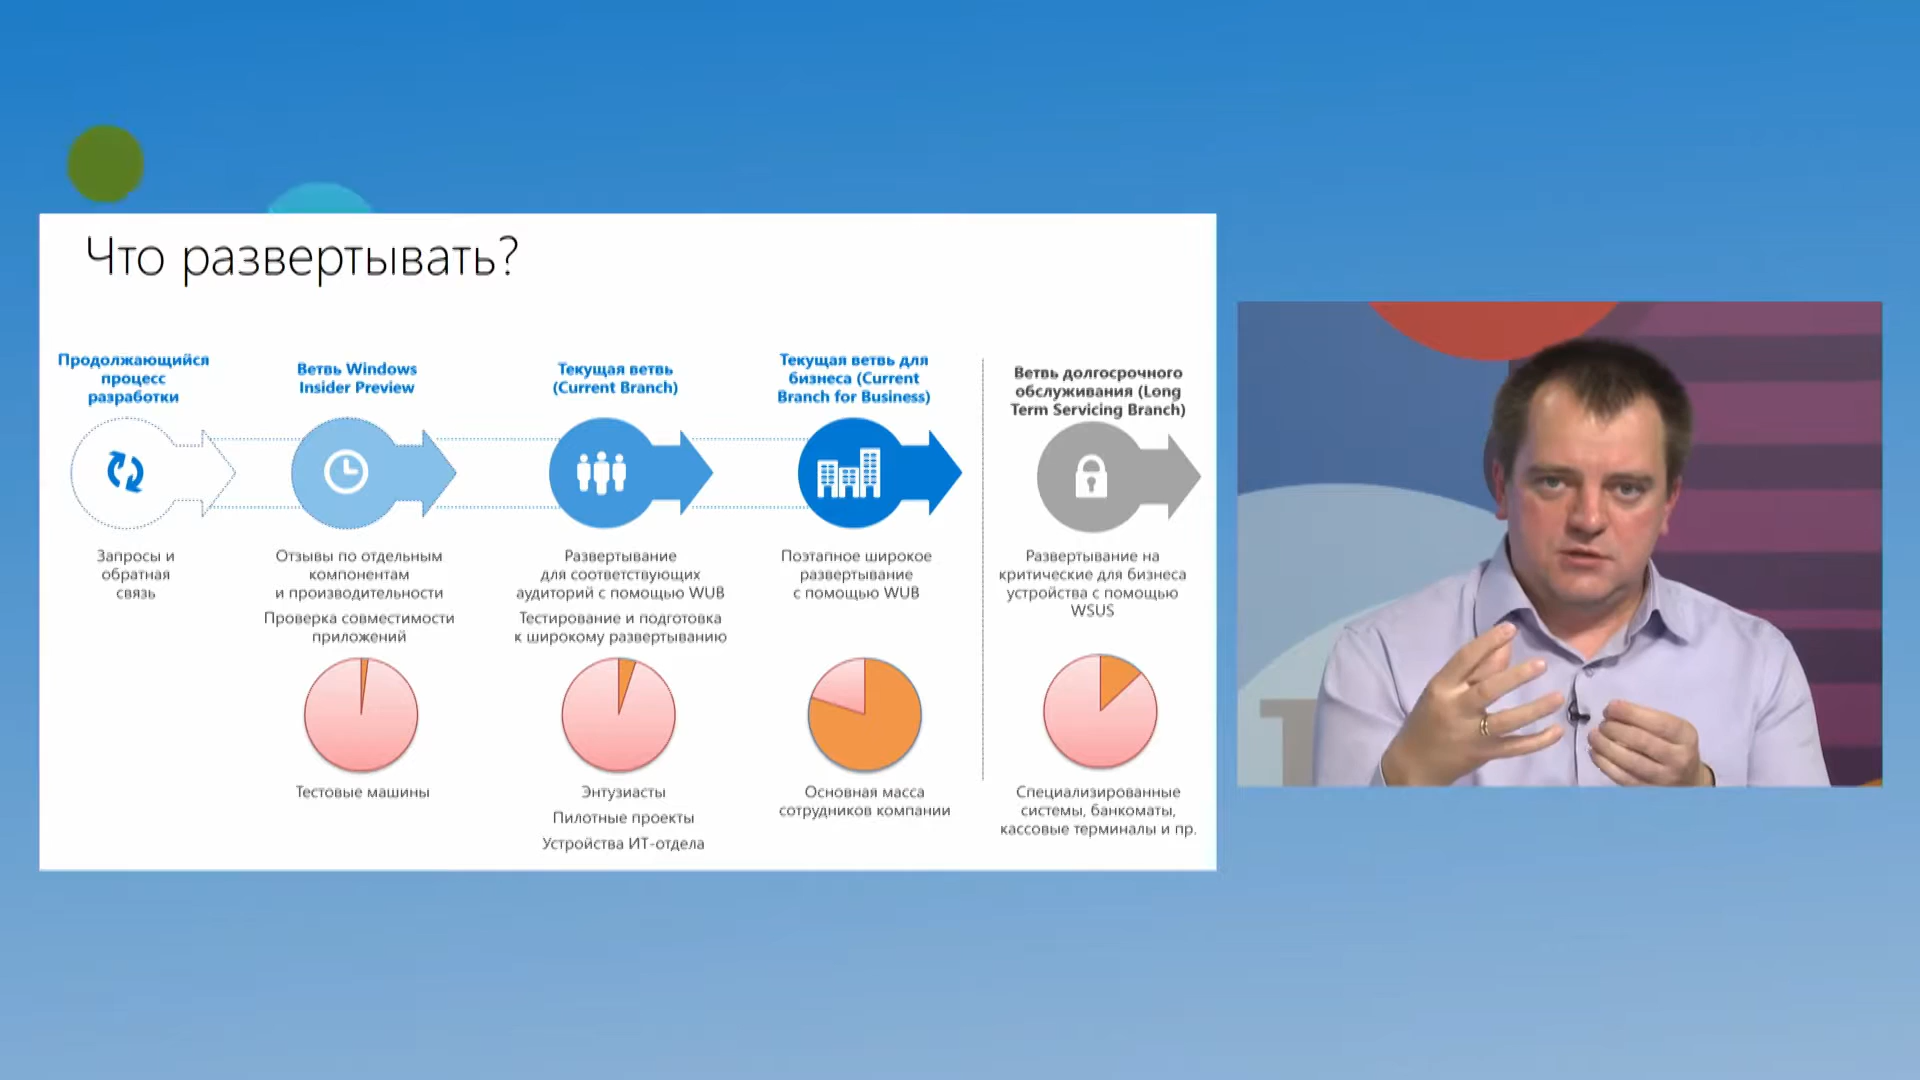 Что развертывать?
Продолжающийся
процесс
разработки
Запросы и
обратная
связь
Ветвь Windows
Insider Preview
Отзывы по отдельным
компонентам
и производительности
Проверка совместимости
приложений
Тестовые машины
Текущая ветвь
(Current Branch)
Развертывание
для соответствующих
аудиторий с помощью WUB
Тестирование и подготовка
к широкому развертыванию
Энтузиасты
Пилотные проекты
Устройства ИТ-отдела
Текущая ветвь для
бизнеса (Current
Branch for Business)
Поэтапное широкое
развертывание
с помощью WUB
Основная масса
сотрудников компании
Ветвь долгосрочного
обслуживания (Long
Term Servicing Branch)
Развертывание на
критические для бизнеса
устройства с помощью
WSUS
Специализированные
системы, банкоматы,
кассовые терминалы и пр.